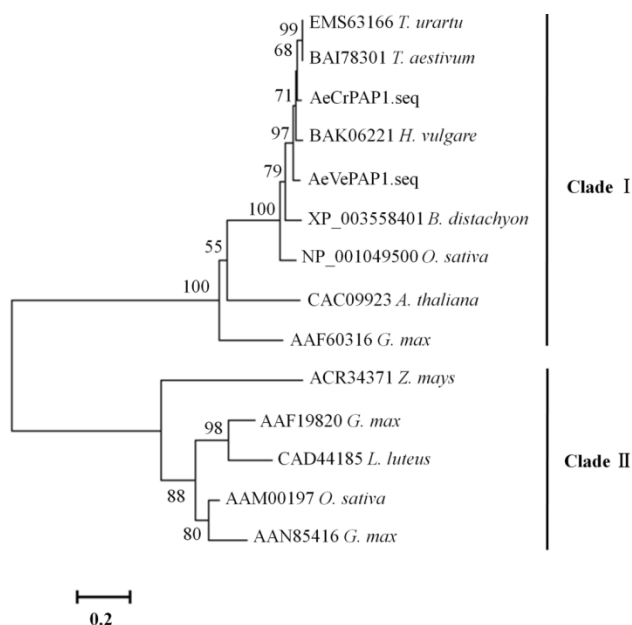 99
EMS63166 T. urartu
68
BAI78301 T. aestivum
71
AeCrPAP1.seq
97
BAK06221 H. vulgare
79
AeVePAP1.seq
Clade Ⅰ
100
XP_003558401 B. distachyon
55
NP_001049500 O. sativa
100
CAC09923 A. thaliana
AAF60316 G. max
ACR34371 Z. mays
98
AAF19820 G. max
CAD44185 L. luteus
Clade Ⅱ
88
AAM00197 O. sativa
80
AAN85416 G. max
0.2